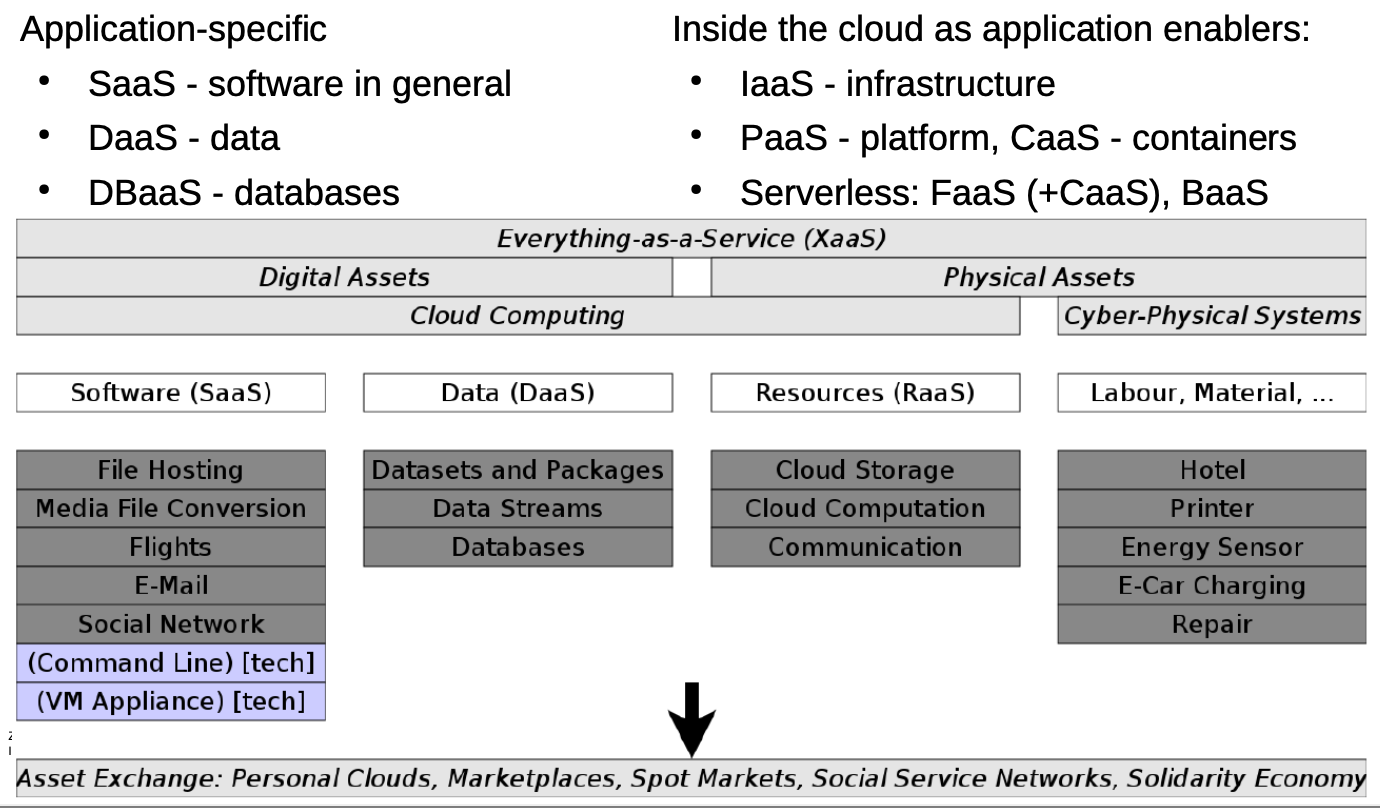 Application-specific
• SaaS - software in general
• DaaS - data
• DBaaS - databases
Inside the cloud as application enablers:
• IaaS - infrastructure
• PaaS - platform, CaaS - containers
• Serverless: FaaS (+CaaS), BaaS
Everything-as-a-Service (XaaS)
Digital Assets
Physical Assets
Cloud Computing
Cyber-Physical Systems
Software (SaaS)
File Hosting
Media File Conversion
Flights
E-Mail
Social Network
(Command Line) [tech]
(VM Appliance) [tech]
Data (DaaS)
Datasets and Packages
Data Streams
Databases
Resources (RaaS)
Cloud Storage
Cloud Computation
Communication
Labour, Material, ...
Hotel
Printer
Energy Sensor
E-Car Charging
Repair
Asset Exchange: Personal Clouds, Marketplaces, Spot Markets, Social Service Networks, Solidarity Economy